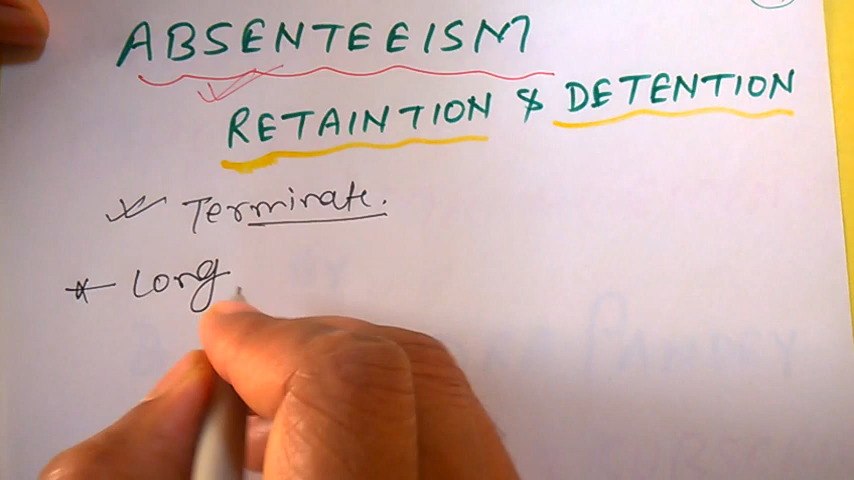 ABSENTEEISM
RETAINTION & DETENTION
Terminate.
* Long